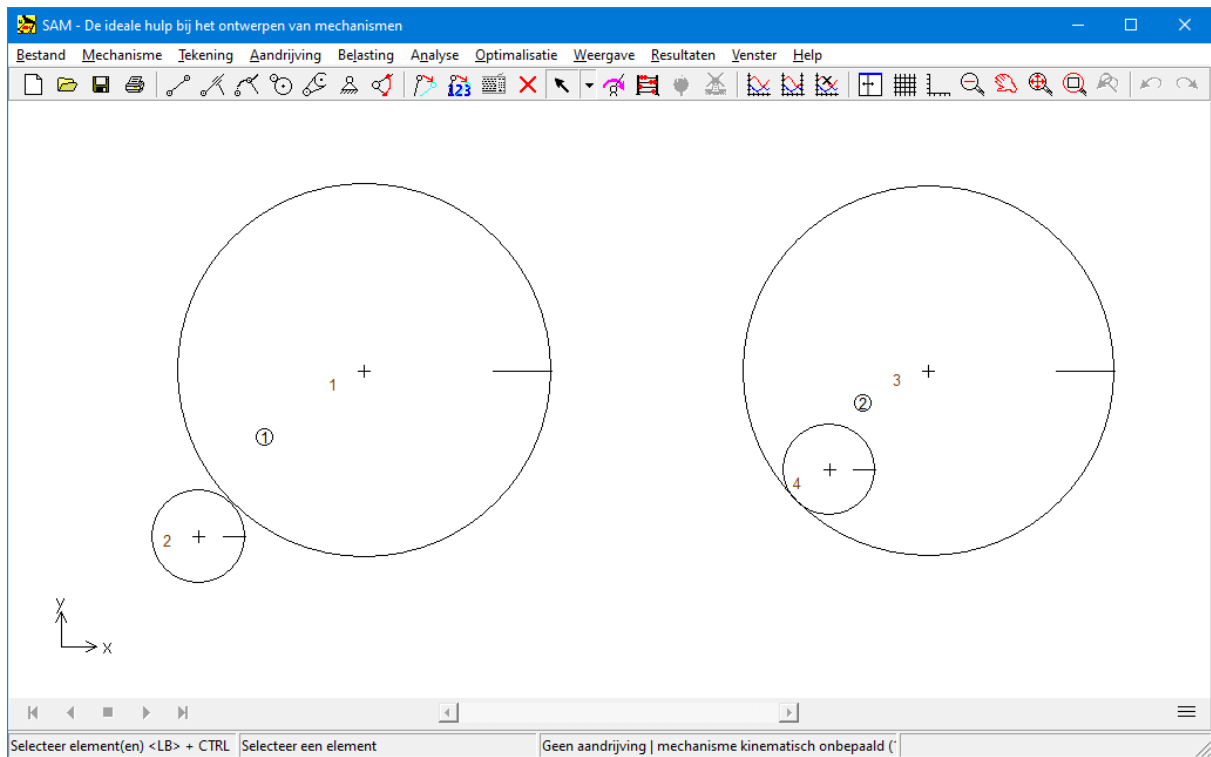 SAM - De ideale hulp bij het ontwerpen van mechanismen
Bestand Mechanisme Tekening Aandrijving Belasting Analyse Optimalisatie Weergave Resultaten Venster Help
123
1
3
2
1
4
2
y
x
Selecteer element(en) <LB> + CTRL Selecteer een element Geen aandrijving | mechanisme kinematisch onbepaald (